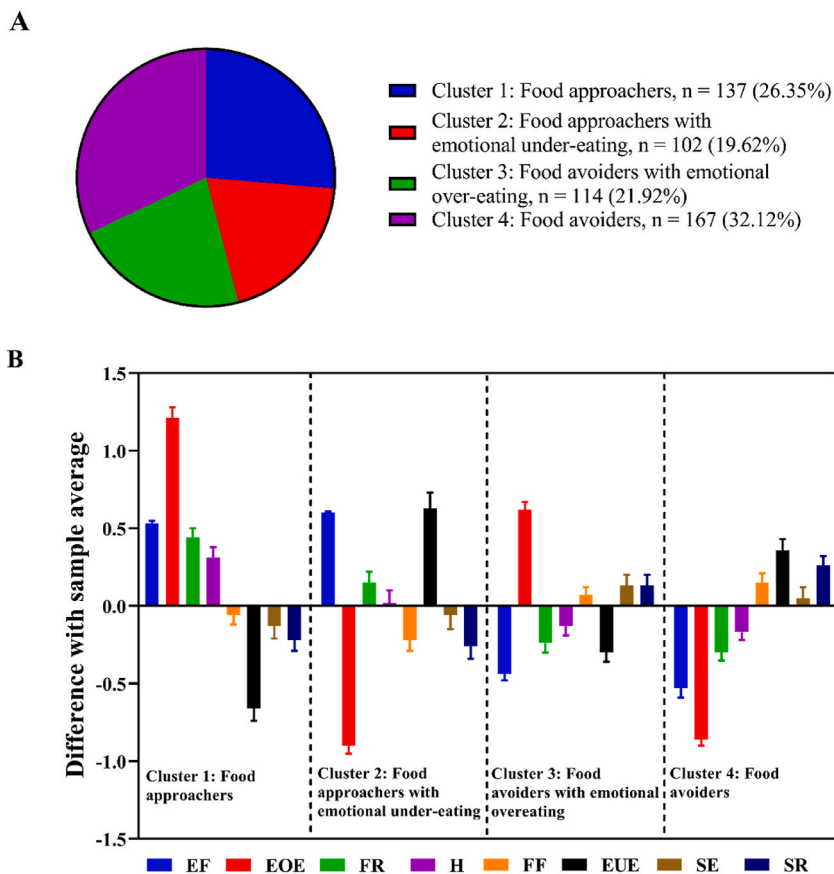 A
Cluster 1: Food approachers, n = 137 (26.35%)
Cluster 2: Food approachers with
emotional under-eating, n = 102 (19.62%)
Cluster 3: Food avoiders with emotional
over-eating, n = 114 (21.92%)
Cluster 4: Food avoiders, n = 167 (32.12%)
B
Difference with sample average
1.5
1.0
0.5
0.0
-0.5
-1.0
-1.5
Cluster 1: Food
approachers
Cluster 2: Food
approachers with
emotional under-eating
Cluster 3: Food
avoiders with emotional
overeating
Cluster 4: Food
avoiders
EF EOE FR H FF EUE SE SR